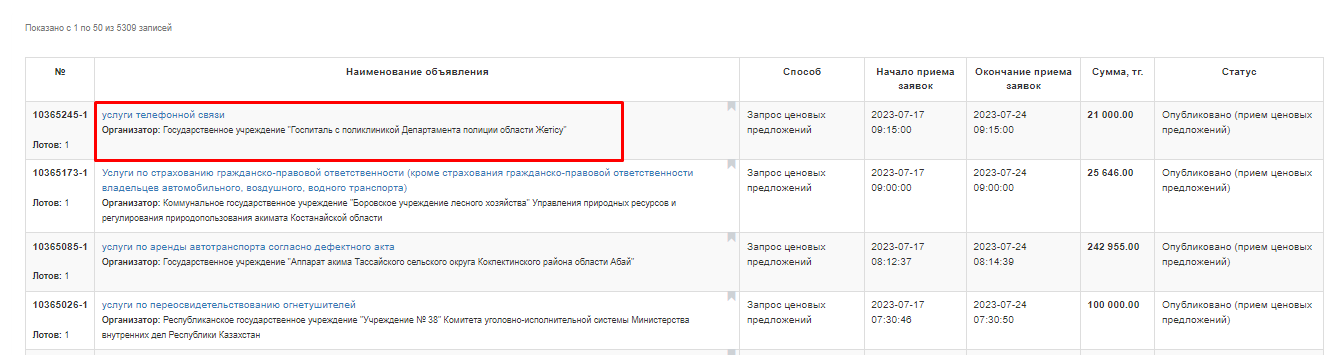 Показано с 1 по 50 из 5309 записей
№ Наименование объявления Способ Начало приема заявок Окончание приема заявок Сумма, тг. Статус
10365245-1
Лотов: 1
услуги телефонной связи
Организатор: Государственное учреждение "Госпиталь с поликлиникой Департамента полиции области Жетісу"
Запрос ценовых
предложений
2023-07-17
09:15:00
2023-07-24
09:15:00
21 000.00
Опубликовано (прием ценовых
предложений)
10365173-1
Лотов: 1
Услуги по страхованию гражданско-правовой ответственности (кроме страхования гражданско-правовой ответственности
владельцев автомобильного, воздушного, водного транспорта)
Организатор: Коммунальное государственное учреждение "Боровское учреждение лесного хозяйства" Управления природных ресурсов и
регулирования природопользования акимата Костанайской области
Запрос ценовых
предложений
2023-07-17
09:00:00
2023-07-24
09:00:00
25 646.00
Опубликовано (прием ценовых
предложений)
10365085-1
Лотов: 1
услуги по аренды автотранспорта согласно дефектного акта
Организатор: Государственное учреждение "Аппарат акима Тассайского сельского округа Кокпектинского района области Абай"
Запрос ценовых
предложений
2023-07-17
08:12:37
2023-07-24
08:14:39
242 955.00
Опубликовано (прием ценовых
предложений)
10365026-1
Лотов: 1
услуги по переосвидетельствованию огнетушителей
Организатор: Республиканское государственное учреждение "Учреждение № 38" Комитета уголовно-исполнительной системы Министерства
внутренних дел Республики Казахстан
Запрос ценовых
предложений
2023-07-17
07:30:46
2023-07-24
07:30:50
100 000.00
Опубликовано (прием ценовых
предложений)